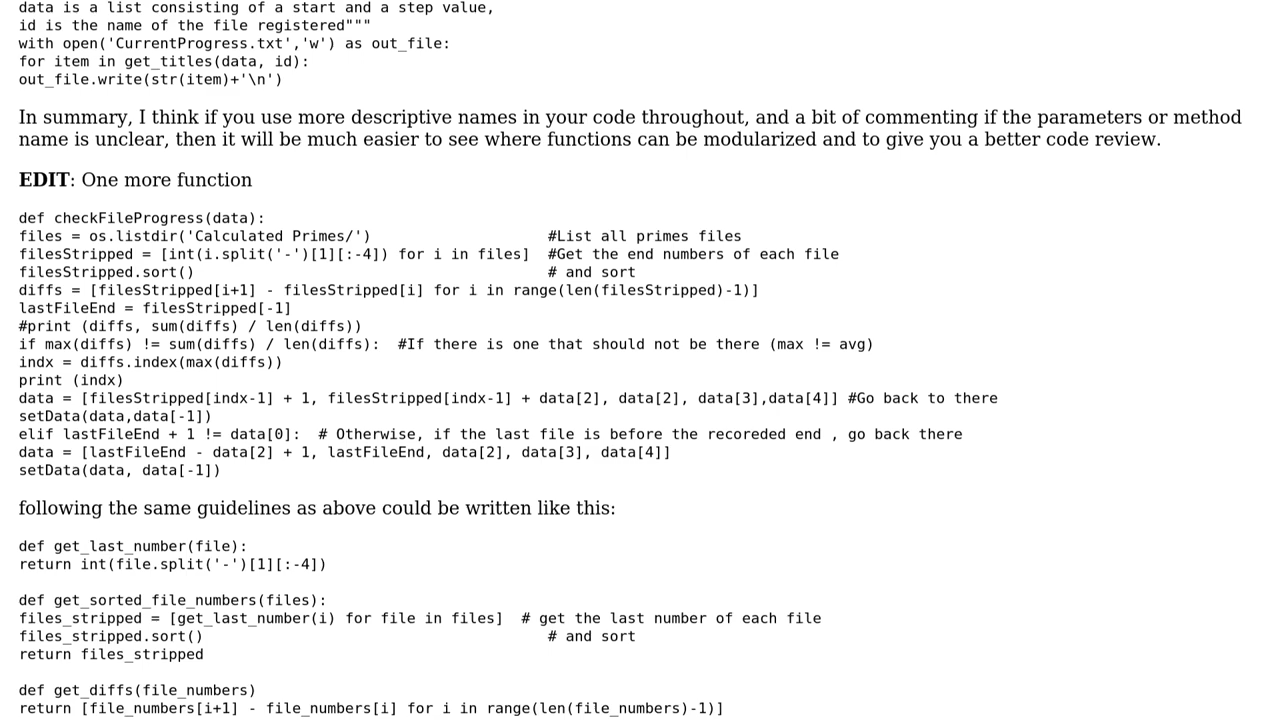 data is a list consisting of a start and a step value,
id is the name of the file registered"""
with open('CurrentProgress.txt','w') as out_file:
for item in get_titles(data, id):
out_file.write(str(item)+'\n')
In summary, I think if you use more descriptive names in your code throughout, and a bit of commenting if the parameters or method
name is unclear, then it will be much easier to see where functions can be modularized and to give you a better code review.
EDIT: One more function
def checkFileProgress(data):
files = os.listdir('Calculated Primes/')                    #List all primes files
filesStripped = [int(i.split('-')[1][:-4]) for i in files]  #Get the end numbers of each file
filesStripped.sort()                                        # and sort
diffs = [filesStripped[i+1] - filesStripped[i] for i in range(len(filesStripped)-1)]
lastFileEnd = filesStripped[-1]
#print (diffs, sum(diffs) / len(diffs))
if max(diffs) != sum(diffs) / len(diffs):  #If there is one that should not be there (max != avg)
indx = diffs.index(max(diffs))
print (indx)
data = [filesStripped[indx-1] + 1, filesStripped[indx-1] + data[2], data[2], data[3],data[4]] #Go back to there
setData(data,data[-1])
elif lastFileEnd + 1 != data[0]:  # Otherwise, if the last file is before the recoreded end , go back there
data = [lastFileEnd - data[2] + 1, lastFileEnd, data[2], data[3], data[4]]
setData(data, data[-1])
following the same guidelines as above could be written like this:
def get_last_number(file):
return int(file.split('-')[1][:-4])
def get_sorted_file_numbers(files):
files_stripped = [get_last_number(i) for file in files]  # get the last number of each file
files_stripped.sort()                                       # and sort
return files_stripped
def get_diffs(file_numbers)
return [file_numbers[i+1] - file_numbers[i] for i in range(len(file_numbers)-1)]